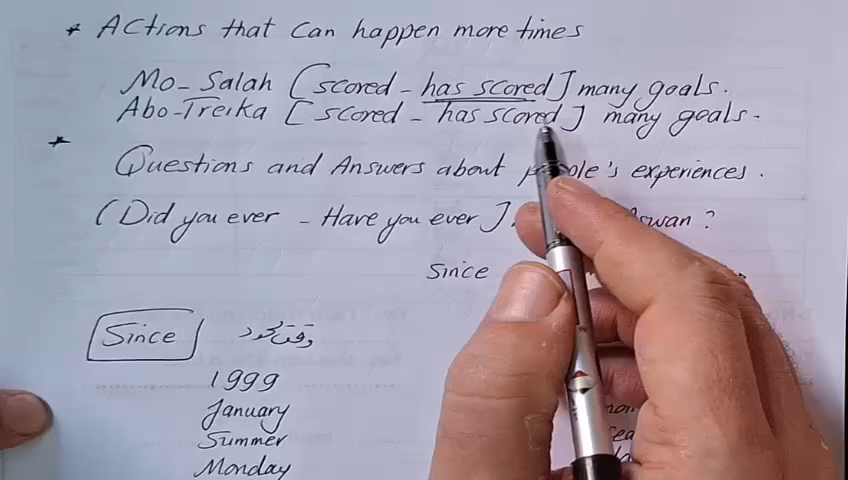 * Actions that can happen more times
Mo-Salah [scored - has scored] many goals.
Abo-Treika [scored - has scored] many goals.
* Questions and Answers about people's experiences.
(Did you ever - Have you ever] Aswan?
Since
Since وقت محدد
1999
January
Summer
Monday